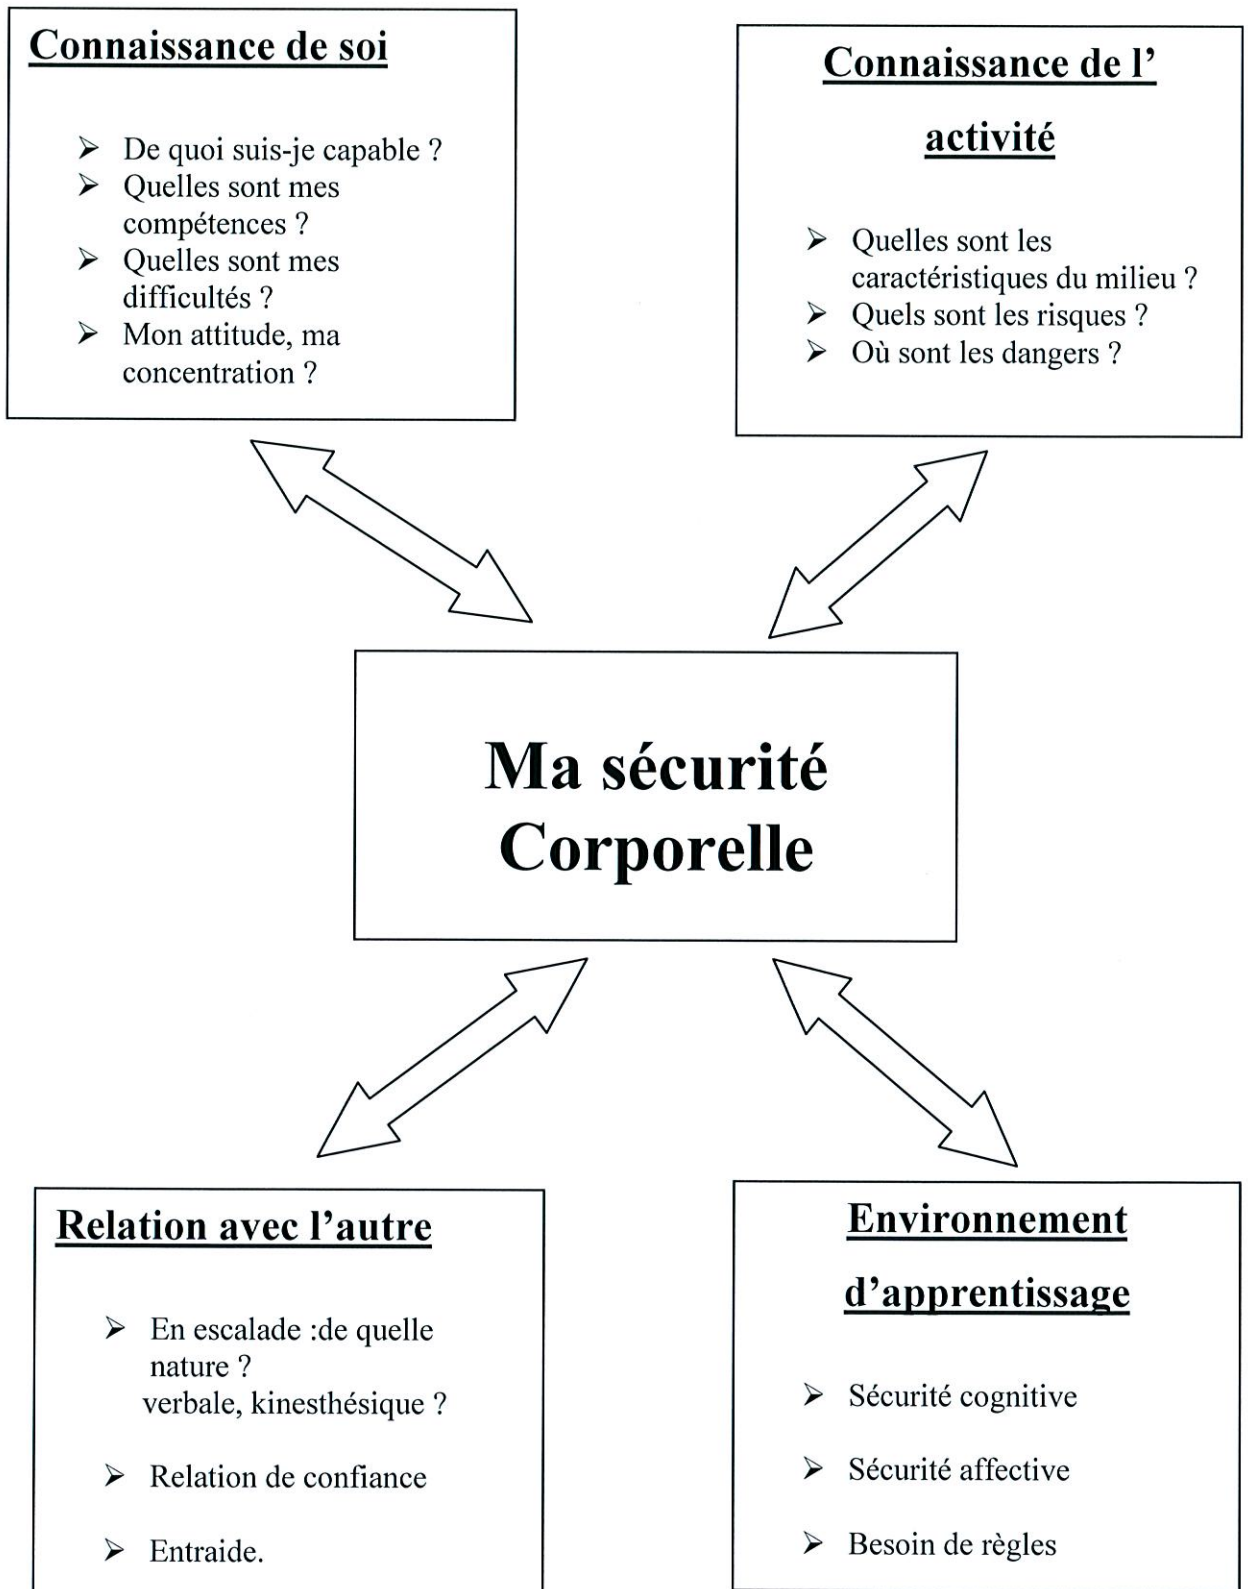 Connaissance de soi
➢ De quoi suis-je capable ?
➢ Quelles sont mes
compétences ?
➢ Quelles sont mes
difficultés ?
➢ Mon attitude, ma
concentration ?
Connaissance de l’
activité
➢ Quelles sont les
caractéristiques du milieu ?
➢ Quels sont les risques ?
➢ Où sont les dangers ?
Ma sécurité
Corporelle
Relation avec l’autre
➢ En escalade :de quelle
nature ?
verbale, kinesthésique ?
➢ Relation de confiance
➢ Entraide.
Environnement
d’apprentissage
➢ Sécurité cognitive
➢ Sécurité affective
➢ Besoin de règles